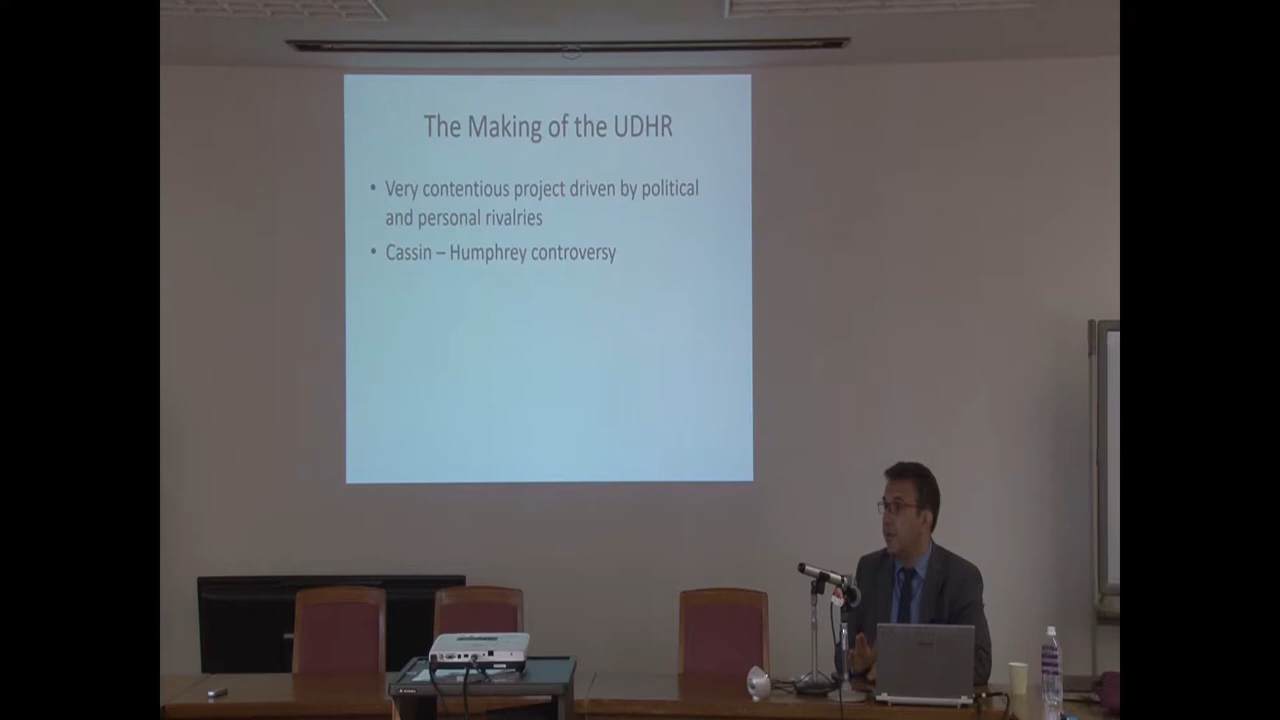 The Making of the UDHR
• Very contentious project driven by political
and personal rivalries
• Cassin – Humphrey controversy